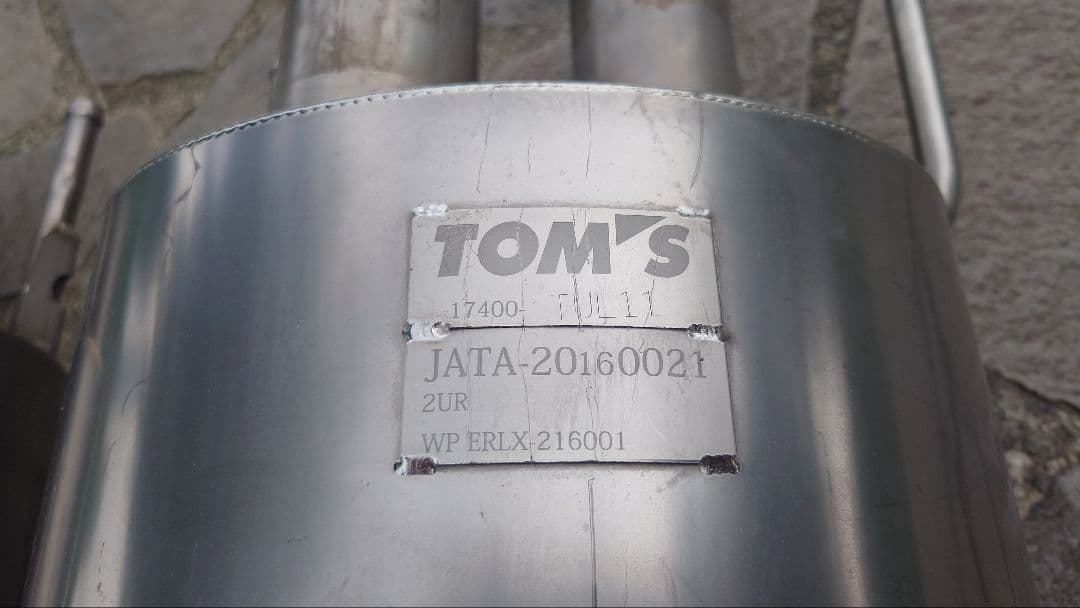 TOM'S
17400- TUL11
JATA-20160021
2UR
WP ERLX-216001